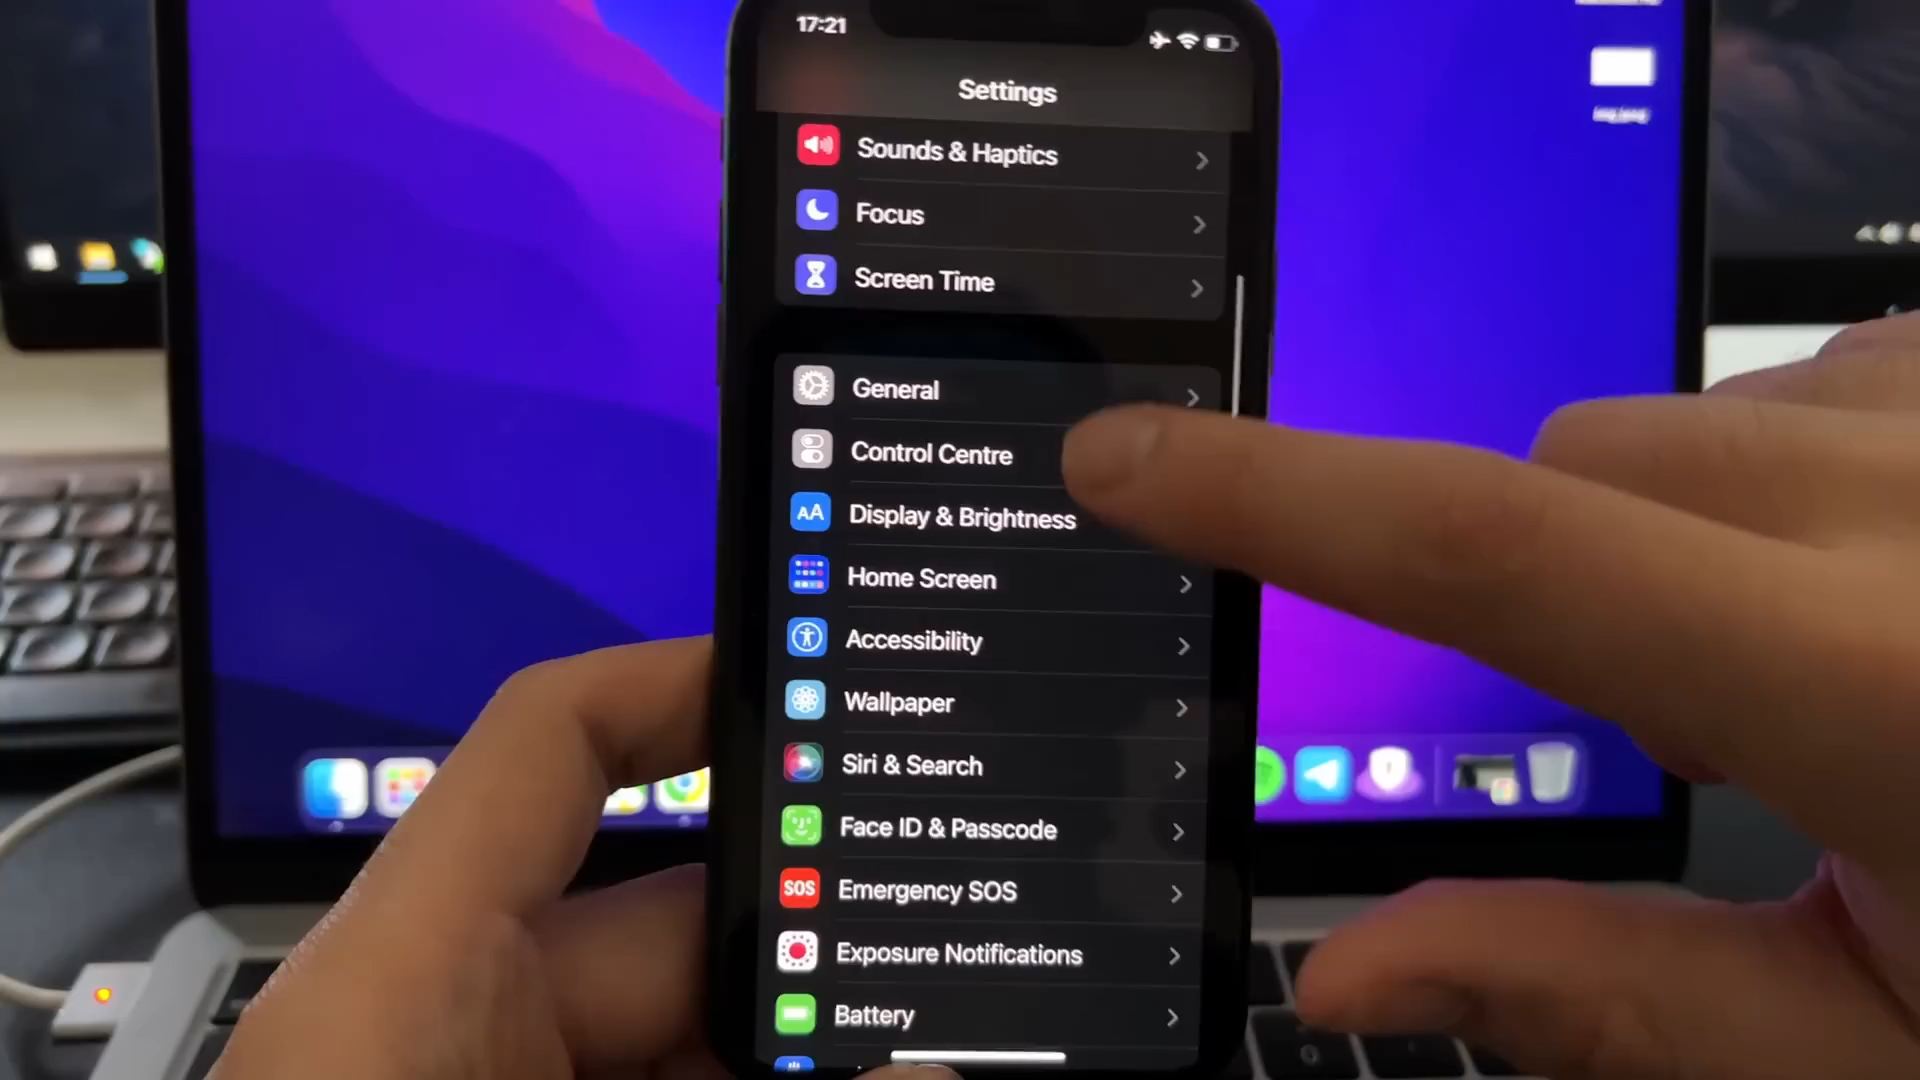 17:21
Settings
Sounds & Haptics
Focus
Screen Time
General
Control Centre
AA
Display & Brightness
Home Screen
Accessibility
Wallpaper
Siri & Search
Face ID & Passcode
SOS
Emergency SOS
Exposure Notifications
Battery